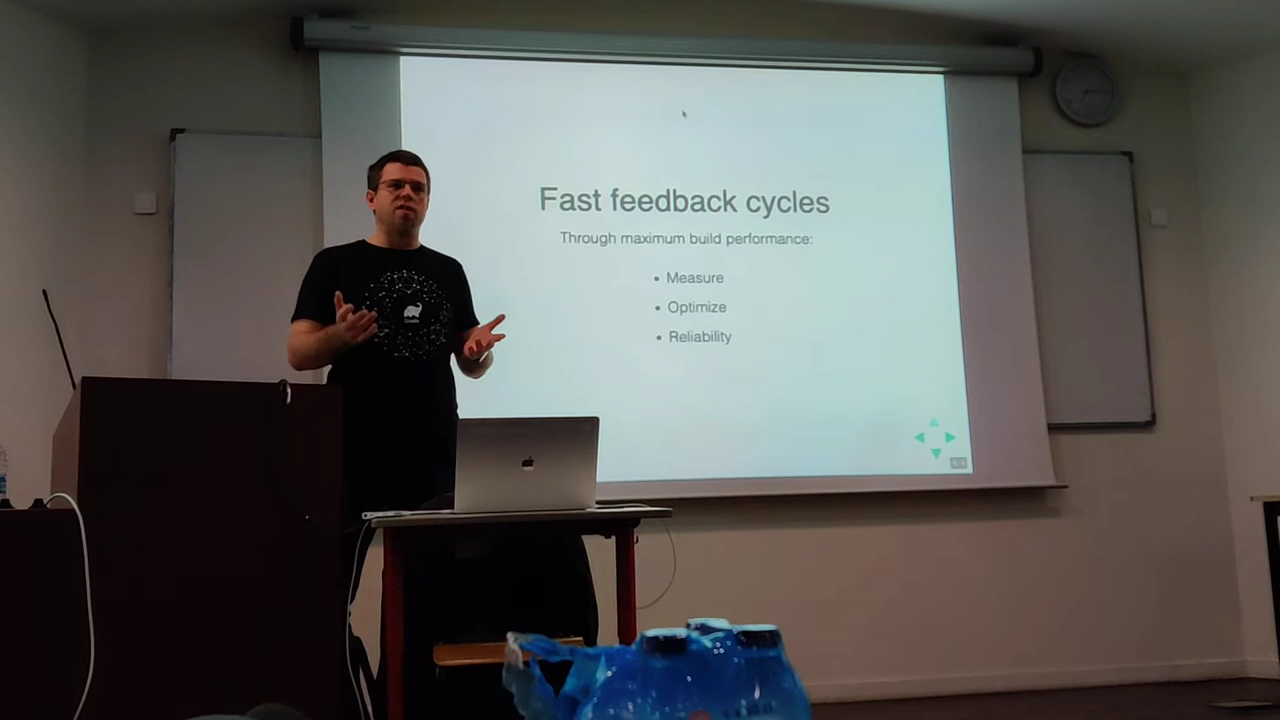 Fast feedback cycles
Through maximum build performance:
• Measure
• Optimize
• Reliability